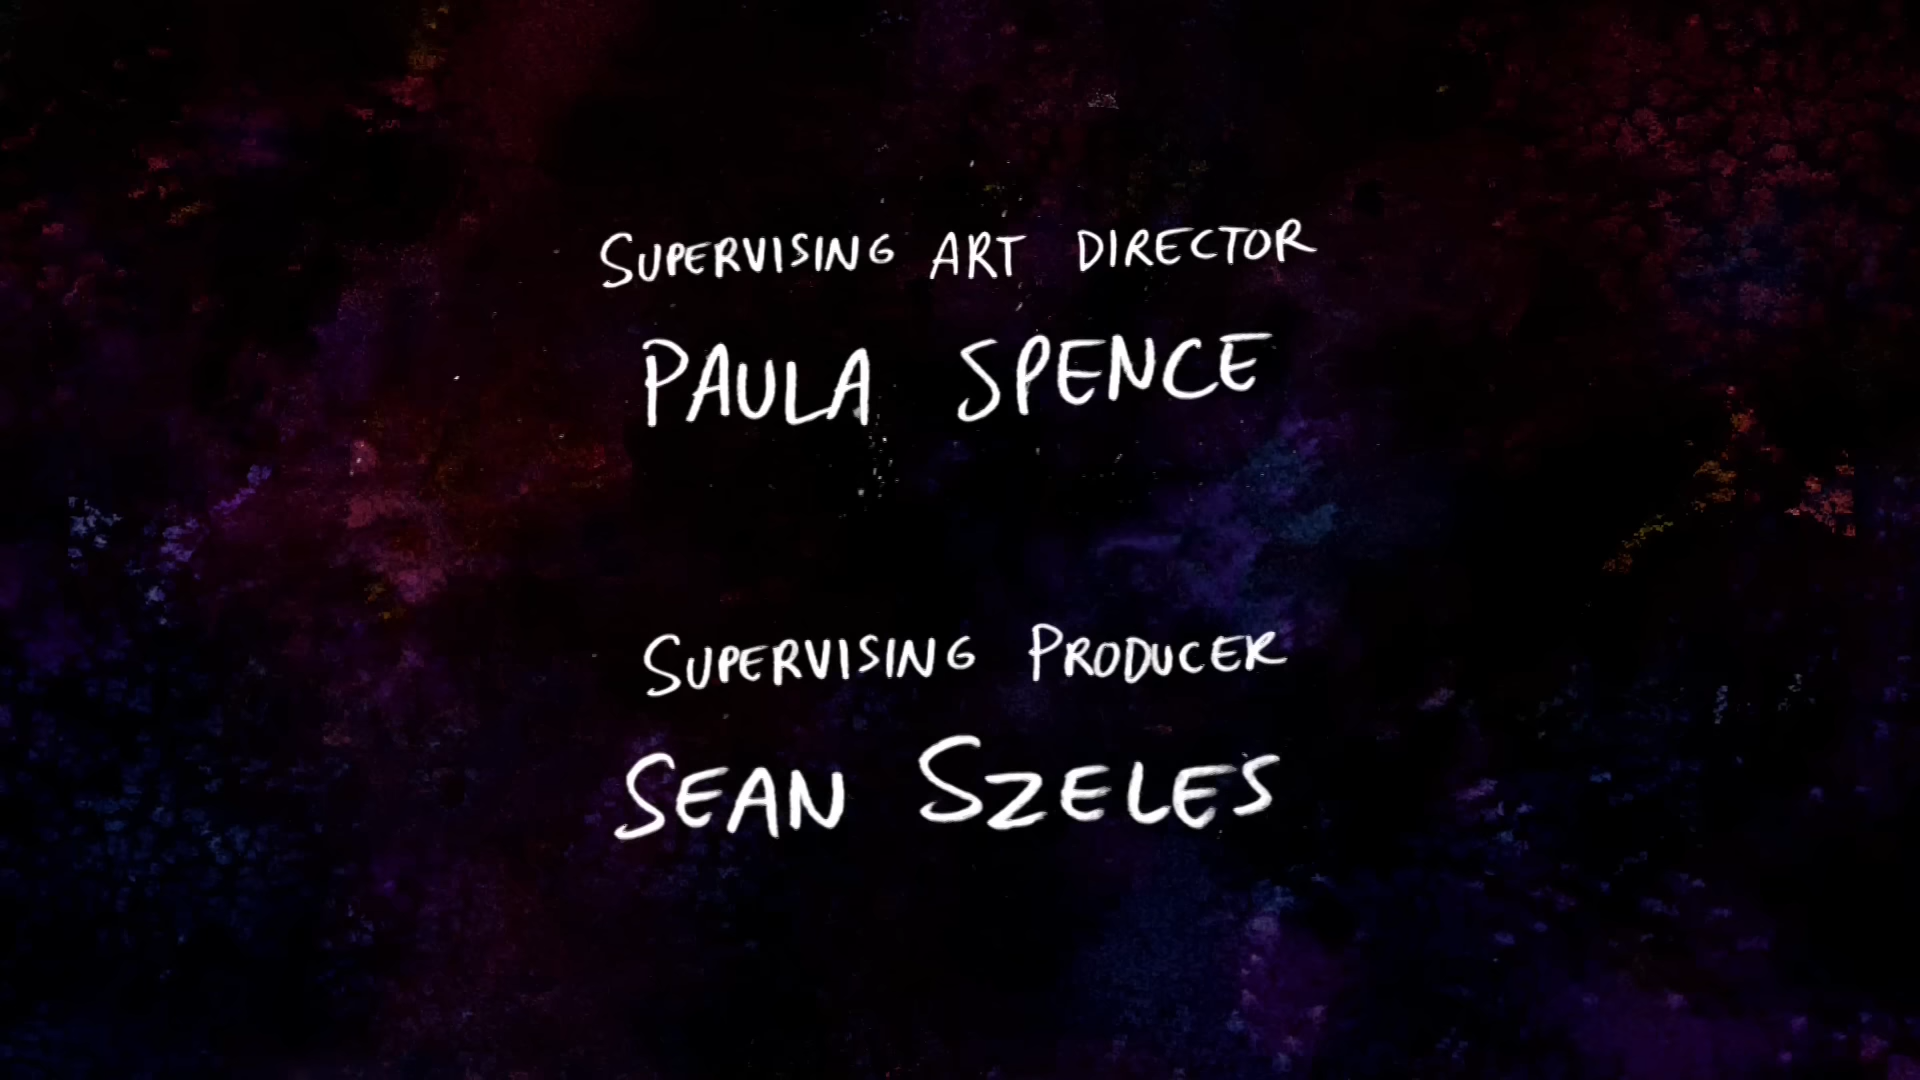 SUPERVISING ART DIRECTOR
PAULA SPENCE
SUPERVISING PRODUCER
SEAN SZELES